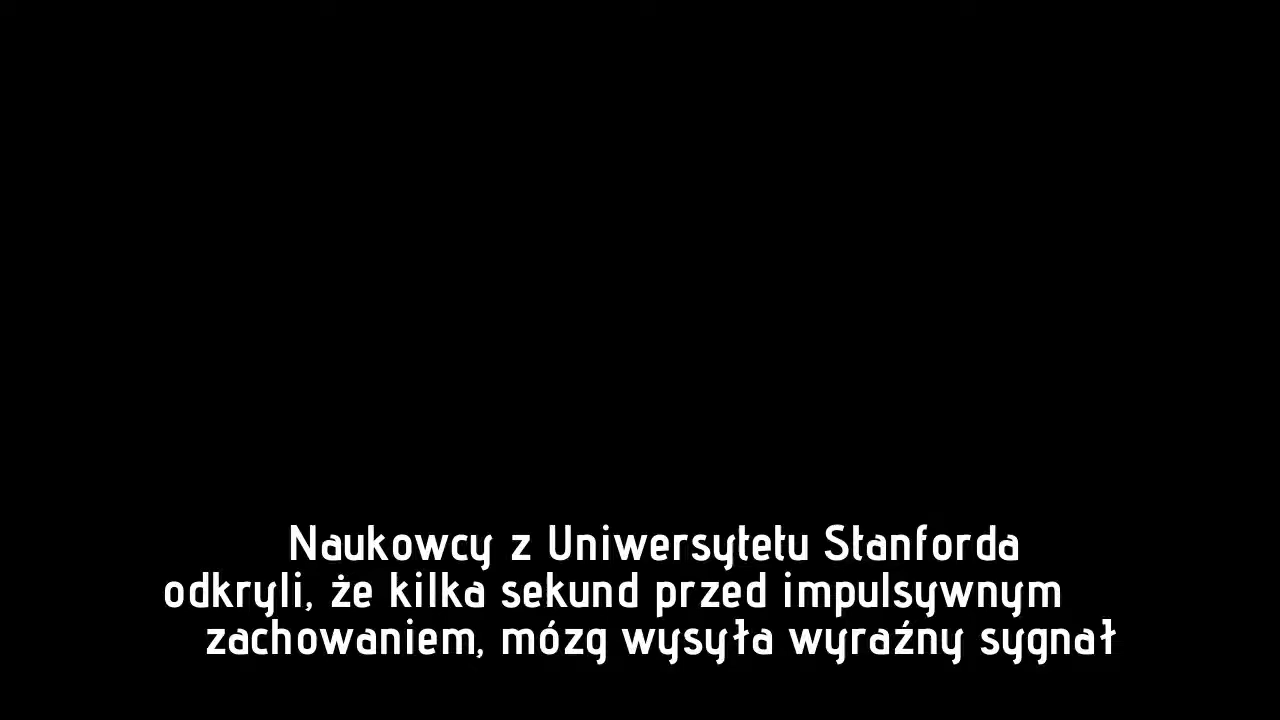 Naukowcy z Uniwersytetu Stanforda
odkryli, że kilka sekund przed impulsywnym
zachowaniem, mózg wysyła wyraźny sygnał